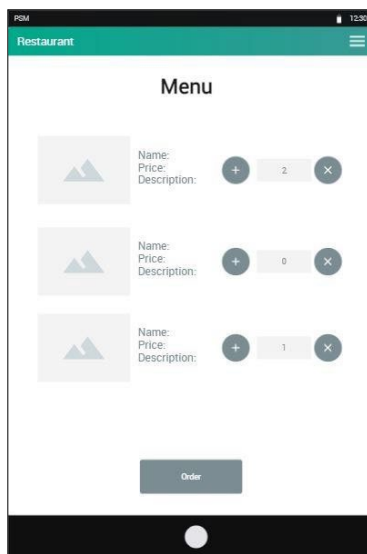 PSM 12:30
Restaurant
Menu
Name:
Price:
Description:
+ 2 ×
Name:
Price:
Description:
+ 0 ×
Name:
Price:
Description:
+ 1 ×
Order